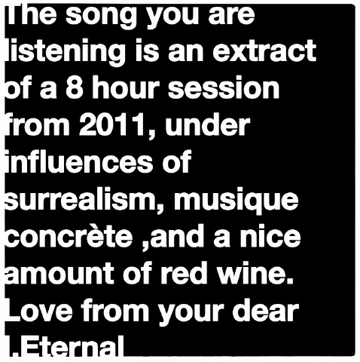 The song you are
listening is an extract
of a 8 hour session
from 2011, under
influences of
surrealism, musique
concrète ,and a nice
amount of red wine.
Love from your dear
J.Eternal